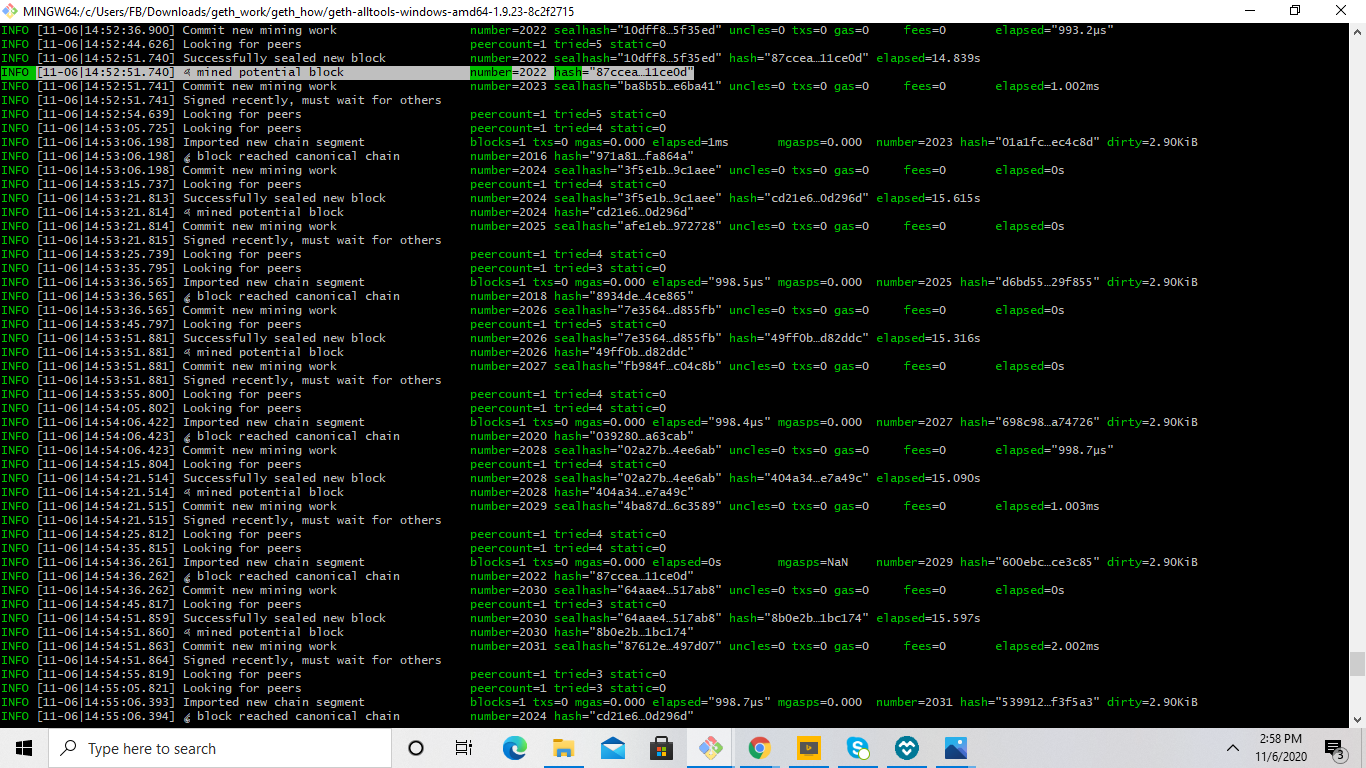 MINGW64:/c/Users/FB/Downloads/geth_work/geth_how/geth-alltools-windows-amd64-1.9.23-8c2f2715
INFO [11-06|14:52:36.900] Commit new mining work number=2022 sealhash="10dff8…5f35ed" uncles=0 txs=0 gas=0 fees=0 elapsed="993.2µs"
INFO [11-06|14:52:44.626] Looking for peers peercount=1 tried=5 static=0
INFO [11-06|14:52:51.740] Successfully sealed new block number=2022 sealhash="10dff8…5f35ed" hash="87ccea…11ce0d" elapsed=14.839s
INFO [11-06|14:52:51.740] 🔨 mined potential block number=2022 hash="87ccea…11ce0d"
INFO [11-06|14:52:51.741] Commit new mining work number=2023 sealhash="ba8b5b…e6ba41" uncles=0 txs=0 gas=0 fees=0 elapsed=1.002ms
INFO [11-06|14:52:51.741] Signed recently, must wait for others
INFO [11-06|14:52:54.639] Looking for peers peercount=1 tried=5 static=0
INFO [11-06|14:53:05.725] Looking for peers peercount=1 tried=4 static=0
INFO [11-06|14:53:06.198] Imported new chain segment blocks=1 txs=0 mgas=0.000 elapsed=1ms mgasps=0.000 number=2023 hash="01a1fc…ec4c8d" dirty=2.90KiB
INFO [11-06|14:53:06.198] 🔗 block reached canonical chain number=2016 hash="971a81…fa864a"
INFO [11-06|14:53:06.198] Commit new mining work number=2024 sealhash="3f5e1b…9c1aee" uncles=0 txs=0 gas=0 fees=0 elapsed=0s
INFO [11-06|14:53:15.737] Looking for peers peercount=1 tried=4 static=0
INFO [11-06|14:53:21.813] Successfully sealed new block number=2024 sealhash="3f5e1b…9c1aee" hash="cd21e6…0d296d" elapsed=15.615s
INFO [11-06|14:53:21.814] 🔨 mined potential block number=2024 hash="cd21e6…0d296d"
INFO [11-06|14:53:21.814] Commit new mining work number=2025 sealhash="afe1eb…972728" uncles=0 txs=0 gas=0 fees=0 elapsed=0s
INFO [11-06|14:53:21.815] Signed recently, must wait for others
INFO [11-06|14:53:25.739] Looking for peers peercount=1 tried=4 static=0
INFO [11-06|14:53:35.795] Looking for peers peercount=1 tried=3 static=0
INFO [11-06|14:53:36.565] Imported new chain segment blocks=1 txs=0 mgas=0.000 elapsed="998.5µs" mgasps=0.000 number=2025 hash="d6bd55…29f855" dirty=2.90KiB
INFO [11-06|14:53:36.565] 🔗 block reached canonical chain number=2018 hash="8934de…4ce865"
INFO [11-06|14:53:36.565] Commit new mining work number=2026 sealhash="7e3564…d855fb" uncles=0 txs=0 gas=0 fees=0 elapsed=0s
INFO [11-06|14:53:45.797] Looking for peers peercount=1 tried=5 static=0
INFO [11-06|14:53:51.881] Successfully sealed new block number=2026 sealhash="7e3564…d855fb" hash="49ff0b…d82ddc" elapsed=15.316s
INFO [11-06|14:53:51.881] 🔨 mined potential block number=2026 hash="49ff0b…d82ddc"
INFO [11-06|14:53:51.881] Commit new mining work number=2027 sealhash="fb984f…c04c8b" uncles=0 txs=0 gas=0 fees=0 elapsed=0s
INFO [11-06|14:53:51.881] Signed recently, must wait for others
INFO [11-06|14:53:55.800] Looking for peers peercount=1 tried=4 static=0
INFO [11-06|14:54:05.802] Looking for peers peercount=1 tried=4 static=0
INFO [11-06|14:54:06.422] Imported new chain segment blocks=1 txs=0 mgas=0.000 elapsed="998.4µs" mgasps=0.000 number=2027 hash="698c98…a74726" dirty=2.90KiB
INFO [11-06|14:54:06.423] 🔗 block reached canonical chain number=2020 hash="039280…a63cab"
INFO [11-06|14:54:06.423] Commit new mining work number=2028 sealhash="02a27b…4ee6ab" uncles=0 txs=0 gas=0 fees=0 elapsed="998.7µs"
INFO [11-06|14:54:15.804] Looking for peers peercount=1 tried=4 static=0
INFO [11-06|14:54:21.514] Successfully sealed new block number=2028 sealhash="02a27b…4ee6ab" hash="404a34…e7a49c" elapsed=15.090s
INFO [11-06|14:54:21.514] 🔨 mined potential block number=2028 hash="404a34…e7a49c"
INFO [11-06|14:54:21.515] Commit new mining work number=2029 sealhash="4ba87d…6c3589" uncles=0 txs=0 gas=0 fees=0 elapsed=1.003ms
INFO [11-06|14:54:21.515] Signed recently, must wait for others
INFO [11-06|14:54:25.812] Looking for peers peercount=1 tried=4 static=0
INFO [11-06|14:54:35.815] Looking for peers peercount=1 tried=4 static=0
INFO [11-06|14:54:36.261] Imported new chain segment blocks=1 txs=0 mgas=0.000 elapsed=0s mgasps=NaN number=2029 hash="600ebc…ce3c85" dirty=2.90KiB
INFO [11-06|14:54:36.262] 🔗 block reached canonical chain number=2022 hash="87ccea…11ce0d"
INFO [11-06|14:54:36.262] Commit new mining work number=2030 sealhash="64aae4…517ab8" uncles=0 txs=0 gas=0 fees=0 elapsed=0s
INFO [11-06|14:54:45.817] Looking for peers peercount=1 tried=3 static=0
INFO [11-06|14:54:51.859] Successfully sealed new block number=2030 sealhash="64aae4…517ab8" hash="8b0e2b…1bc174" elapsed=15.597s
INFO [11-06|14:54:51.860] 🔨 mined potential block number=2030 hash="8b0e2b…1bc174"
INFO [11-06|14:54:51.863] Commit new mining work number=2031 sealhash="87612e…497d07" uncles=0 txs=0 gas=0 fees=0 elapsed=2.002ms
INFO [11-06|14:54:51.864] Signed recently, must wait for others
INFO [11-06|14:54:55.819] Looking for peers peercount=1 tried=3 static=0
INFO [11-06|14:55:05.821] Looking for peers peercount=1 tried=3 static=0
INFO [11-06|14:55:06.393] Imported new chain segment blocks=1 txs=0 mgas=0.000 elapsed="998.7µs" mgasps=0.000 number=2031 hash="539912…f3f5a3" dirty=2.90KiB
INFO [11-06|14:55:06.394] 🔗 block reached canonical chain number=2024 hash="cd21e6…0d296d"
Type here to search
2:58 PM
11/6/2020
3